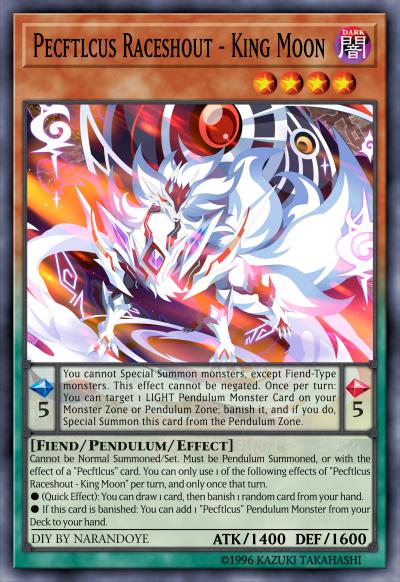 Pecftlcus Raceshout - King Moon
DARK
闇
You cannot Special Summon monsters, except Fiend-Type
monsters. This effect cannot be negated. Once per turn:
You can target 1 LIGHT Pendulum Monster Card on your
Monster Zone or Pendulum Zone; banish it, and if you do,
Special Summon this card from the Pendulum Zone.
5
5
[Fiend/Pendulum/Effect]
Cannot be Normal Summoned/Set. Must be Pendulum Summoned, or with the
effect of a "Pecftlcus" card. You can only use 1 of the following effects of "Pecftlcus
Raceshout - King Moon" per turn, and only once that turn.
● (Quick Effect): You can draw 1 card, then banish 1 random card from your hand.
● If this card is banished: You can add 1 "Pecftlcus" Pendulum Monster from your
Deck to your hand.
DIY BY NARANDOYE
ATK/1400 DEF/1600
©1996 KAZUKI TAKAHASHI